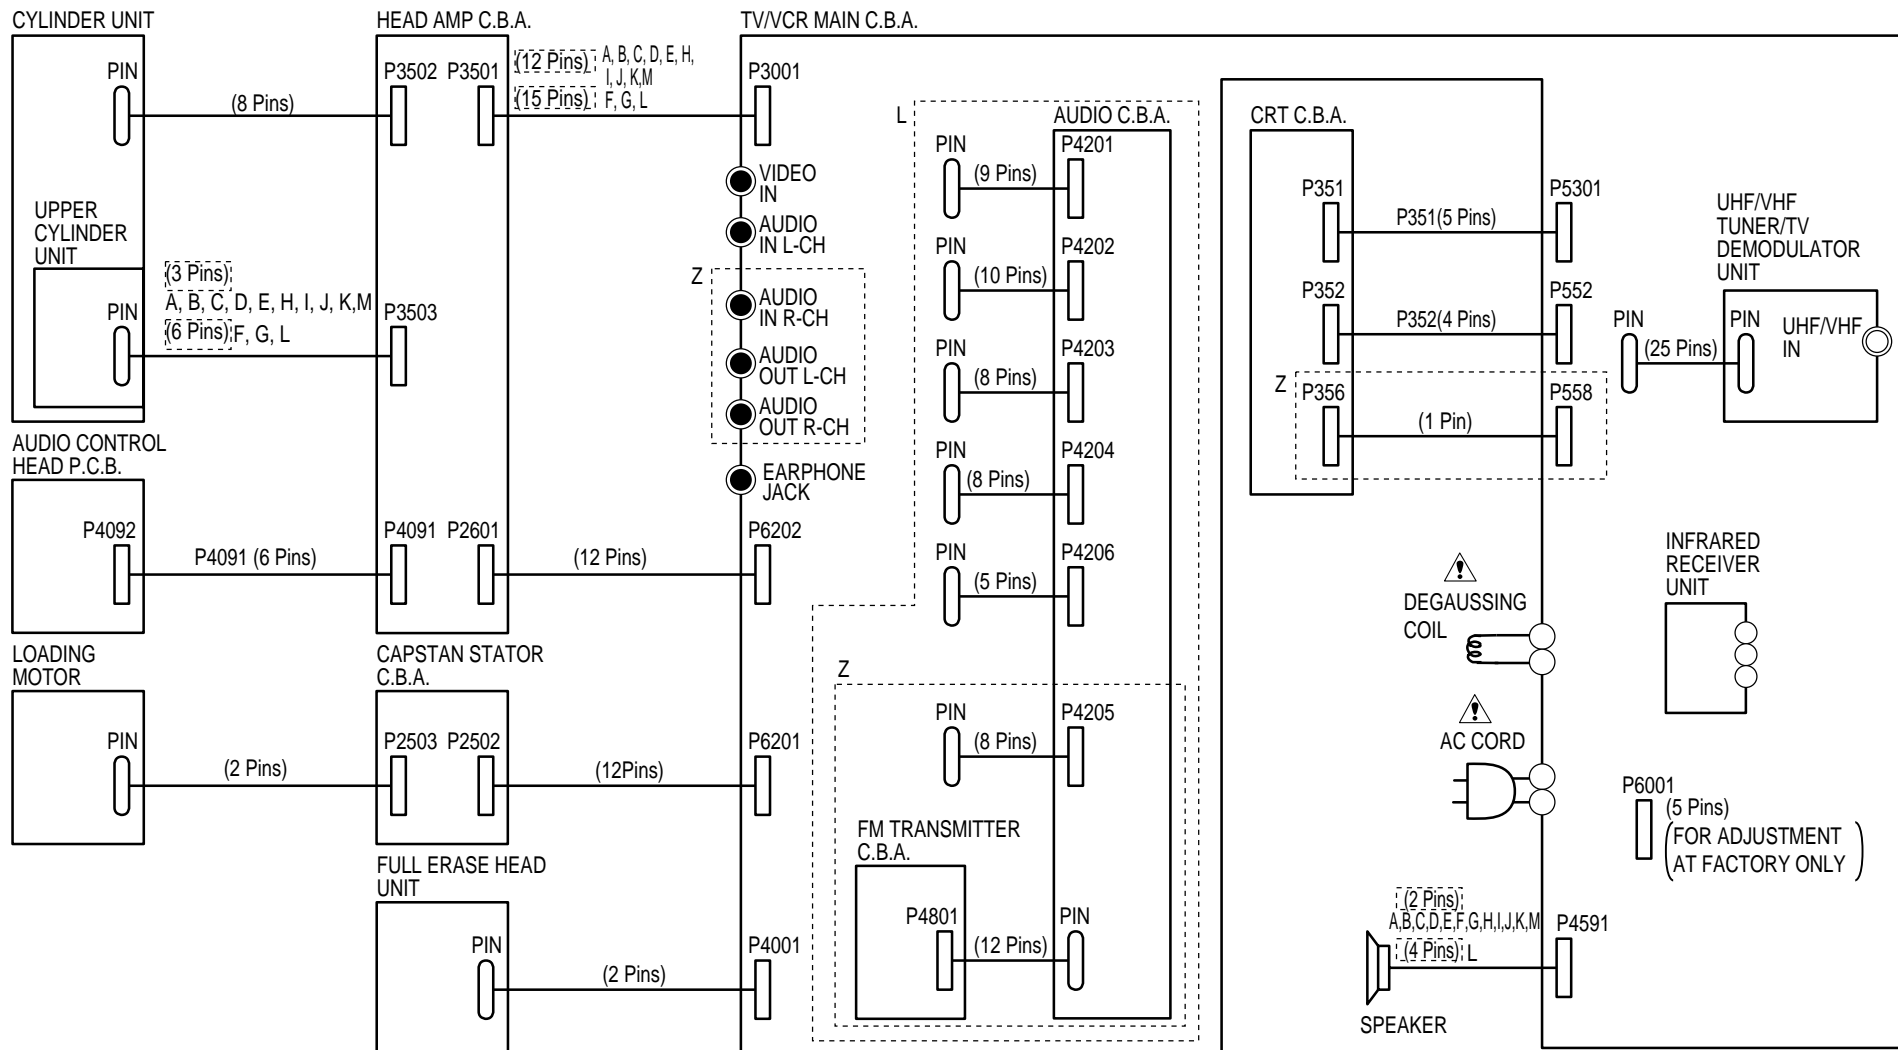 CYLINDER UNIT
PIN
(8 Pins)
UPPER
CYLINDER
UNIT
PIN
(3 Pins)
A, B, C, D, E, H, I, J, K,M
(6 Pins) F, G, L
HEAD AMP C.B.A.
P3502 P3501
(12 Pins) A, B, C, D, E, H,
I, J, K,M
(15 Pins) F, G, L
P3503
AUDIO CONTROL
HEAD P.C.B.
P4092
P4091 (6 Pins)
P4091 P2601
(12 Pins)
LOADING
MOTOR
PIN
(2 Pins)
CAPSTAN STATOR
C.B.A.
P2503 P2502
(12Pins)
FULL ERASE HEAD
UNIT
PIN
(2 Pins)
TV/VCR MAIN C.B.A.
P3001
VIDEO
IN
AUDIO
IN L-CH
Z
AUDIO
IN R-CH
AUDIO
OUT L-CH
AUDIO
OUT R-CH
EARPHONE
JACK
P6202
P6201
P4001
L
AUDIO C.B.A.
PIN
(9 Pins)
P4201
PIN
(10 Pins)
P4202
PIN
(8 Pins)
P4203
PIN
(8 Pins)
P4204
PIN
(5 Pins)
P4206
Z
PIN
(8 Pins)
P4205
FM TRANSMITTER
C.B.A.
P4801
(12 Pins)
PIN
CRT C.B.A.
P351
P351(5 Pins)
P5301
P352
P352(4 Pins)
P552
Z
P356
(1 Pin)
P558
UHF/VHF
TUNER/TV
DEMODULATOR
UNIT
PIN
(25 Pins)
PIN
UHF/VHF
IN
DEGAUSSING
COIL
AC CORD
INFRARED
RECEIVER
UNIT
P6001
(5 Pins)
(FOR ADJUSTMENT
AT FACTORY ONLY)
(2 Pins)
A,B,C,D,E,F,G,H,I,J,K,M
(4 Pins) L
P4591
SPEAKER